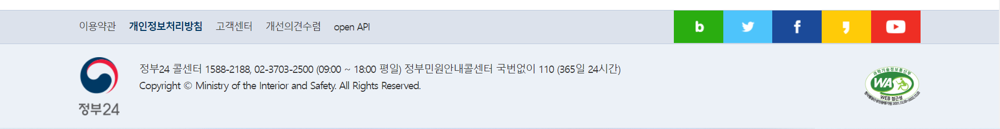 이용약관 개인정보처리방침 고객센터 개선의견수렴 open API
b
정부24 콜센터 1588-2188, 02-3703-2500 (09:00 ~ 18:00 평일) 정부민원안내콜센터 국번없이 110 (365일 24시간)
Copyright © Ministry of the Interior and Safety. All Rights Reserved.
정부24
과학기술정보통신부
WA
WEB 접근성